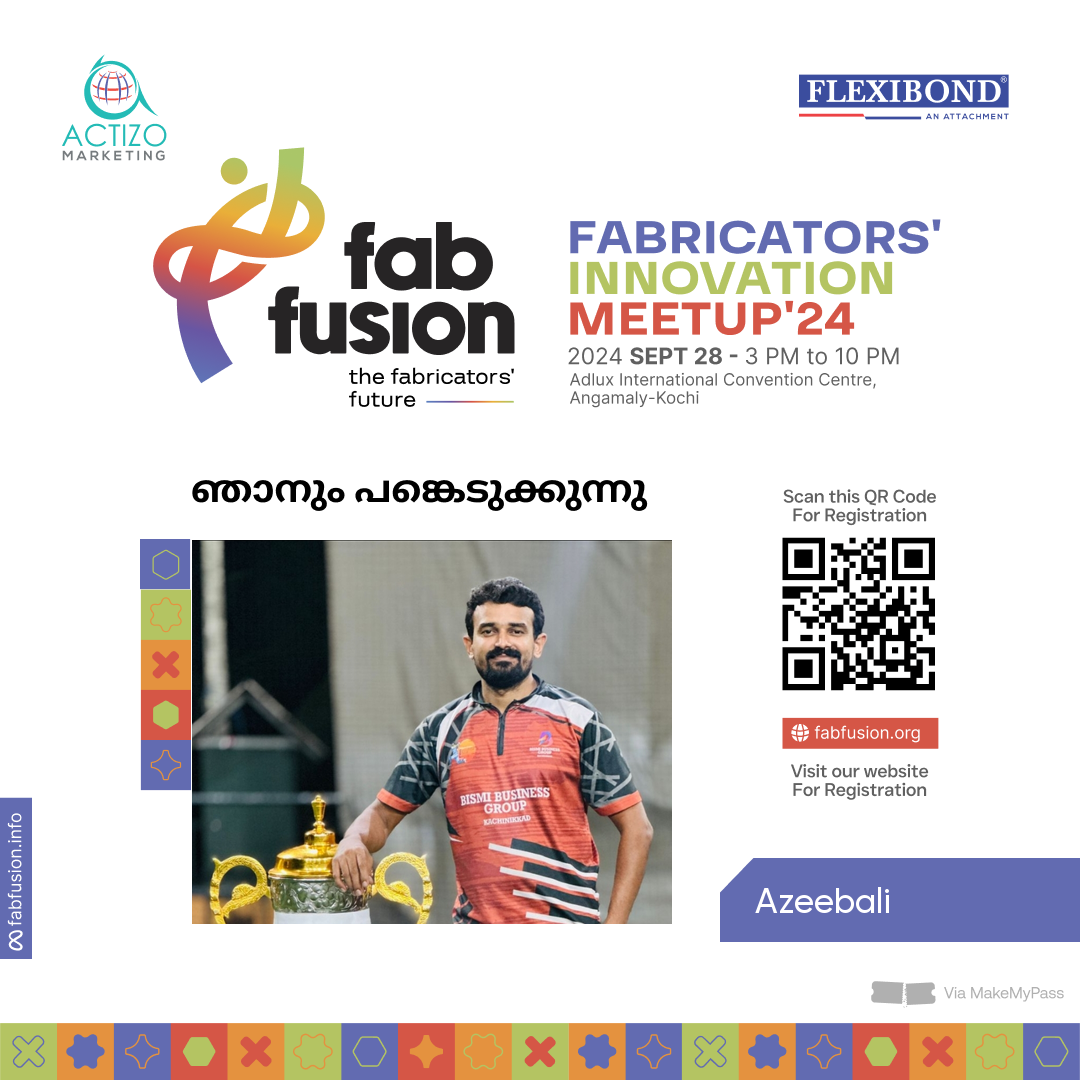 ACTIZO
MARKETING
FLEXIBOND®
AN ATTACHMENT
fab
fusion
the fabricators'
future
FABRICATORS'
INNOVATION
MEETUP'24
2024 SEPT 28 - 3 PM to 10 PM
Adlux International Convention Centre,
Angamaly-Kochi
ഞാനും പങ്കെടുക്കുന്നു
Scan this QR Code
For Registration
fabfusion.org
Visit our website
For Registration
BISMI BUSINESS
GROUP
KACHINIKKAD
fabfusion.info
Azeebali
Via MakeMyPass